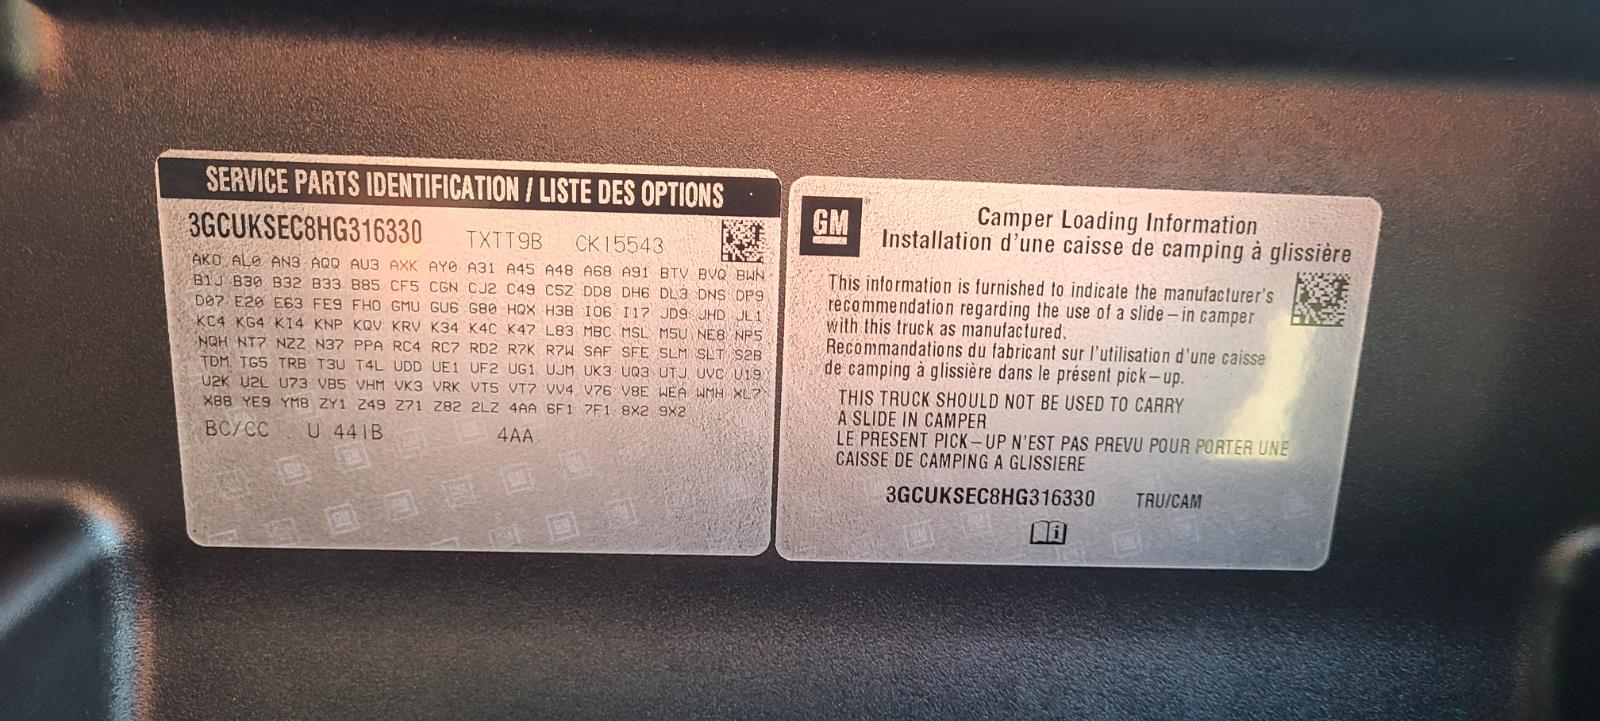 SERVICE PARTS IDENTIFICATION / LISTE DES OPTIONS
3GCUKSEC8HG316330 TXTT9B CK15543
AKO AL0 AN3 AQQ AU3 AXK AY0 A31 A45 A48 A68 A91 BTV BVQ BWN
B1J B30 B32 B33 B85 CF5 CGN CJ2 C49 C5Z DD8 DH6 DL3 DNS DP9
D07 E20 E63 FE9 FHO GMU GU6 G80 HQX H3B IO6 I17 JD9 JHD JL1
KC4 KG4 KI4 KNP KQV KRV K34 K4C K47 L83 MBC MSL M5U NE8 NP5
NQH NT7 NZZ N37 PPA RC4 RC7 RD2 R7K R7W SAF SFE SLM SLT S2B
TDM TG5 TRB T3U T4L UDD UE1 UF2 UG1 UJM UK3 UQ3 UTJ UVC U19
U2K U2L U73 VB5 VHM VK3 VRK VT5 VT7 VV4 V76 V8E WEA WMH XL7
X88 YE9 YM8 ZY1 Z49 Z71 Z82 2LZ 4AA 6F1 7F1 8X2 9X2
BC/CC U 441B 4AA
GM
Camper Loading Information
Installation d'une caisse de camping à glissière
This information is furnished to indicate the manufacturer's
recommendation regarding the use of a slide-in camper
with this truck as manufactured.
Recommandations du fabricant sur l'utilisation d'une caisse
de camping à glissière dans le présent pick-up.
THIS TRUCK SHOULD NOT BE USED TO CARRY
A SLIDE IN CAMPER
LE PRESENT PICK-UP N'EST PAS PREVU POUR PORTER UNE
CAISSE DE CAMPING A GLISSIERE
3GCUKSEC8HG316330 TRU/CAM